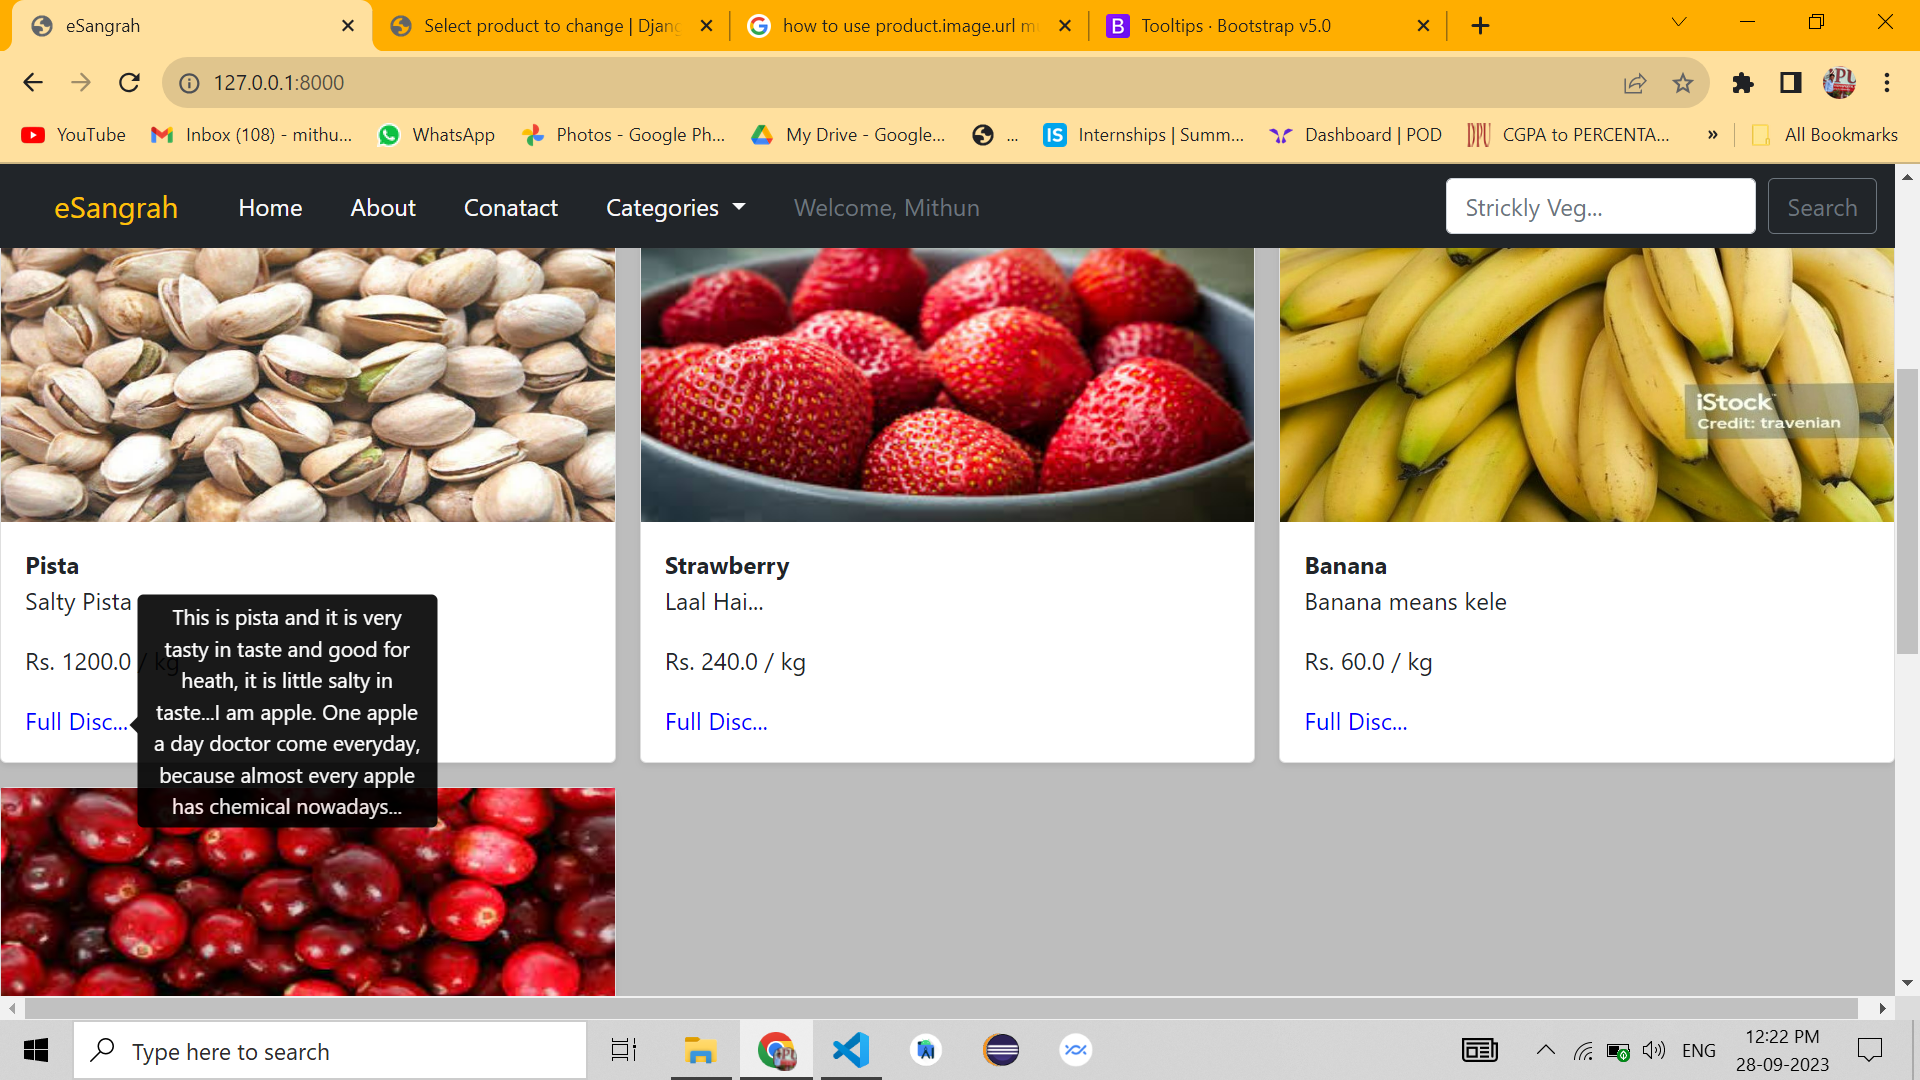 eSangrah
Select product to change | Djang
how to use product.image.url m
Tooltips · Bootstrap v5.0
127.0.0.1:8000
YouTube
Inbox (108) - mithu...
WhatsApp
Photos - Google Ph...
My Drive - Google...
...
Internships | Summ...
Dashboard | POD
CGPA to PERCENTA...
»
All Bookmarks
eSangrah
Home
About
Conatact
Categories
Welcome, Mithun
Strickly Veg...
Search
iStock
Credit: travenian
Pista
Salty Pista
Rs. 1200.0 / kg
Full Disc...
This is pista and it is very
tasty in taste and good for
heath, it is little salty in
taste...I am apple. One apple
a day doctor come everyday,
because almost every apple
has chemical nowadays...
Strawberry
Laal Hai...
Rs. 240.0 / kg
Full Disc...
Banana
Banana means kele
Rs. 60.0 / kg
Full Disc...
Type here to search
ENG
12:22 PM
28-09-2023